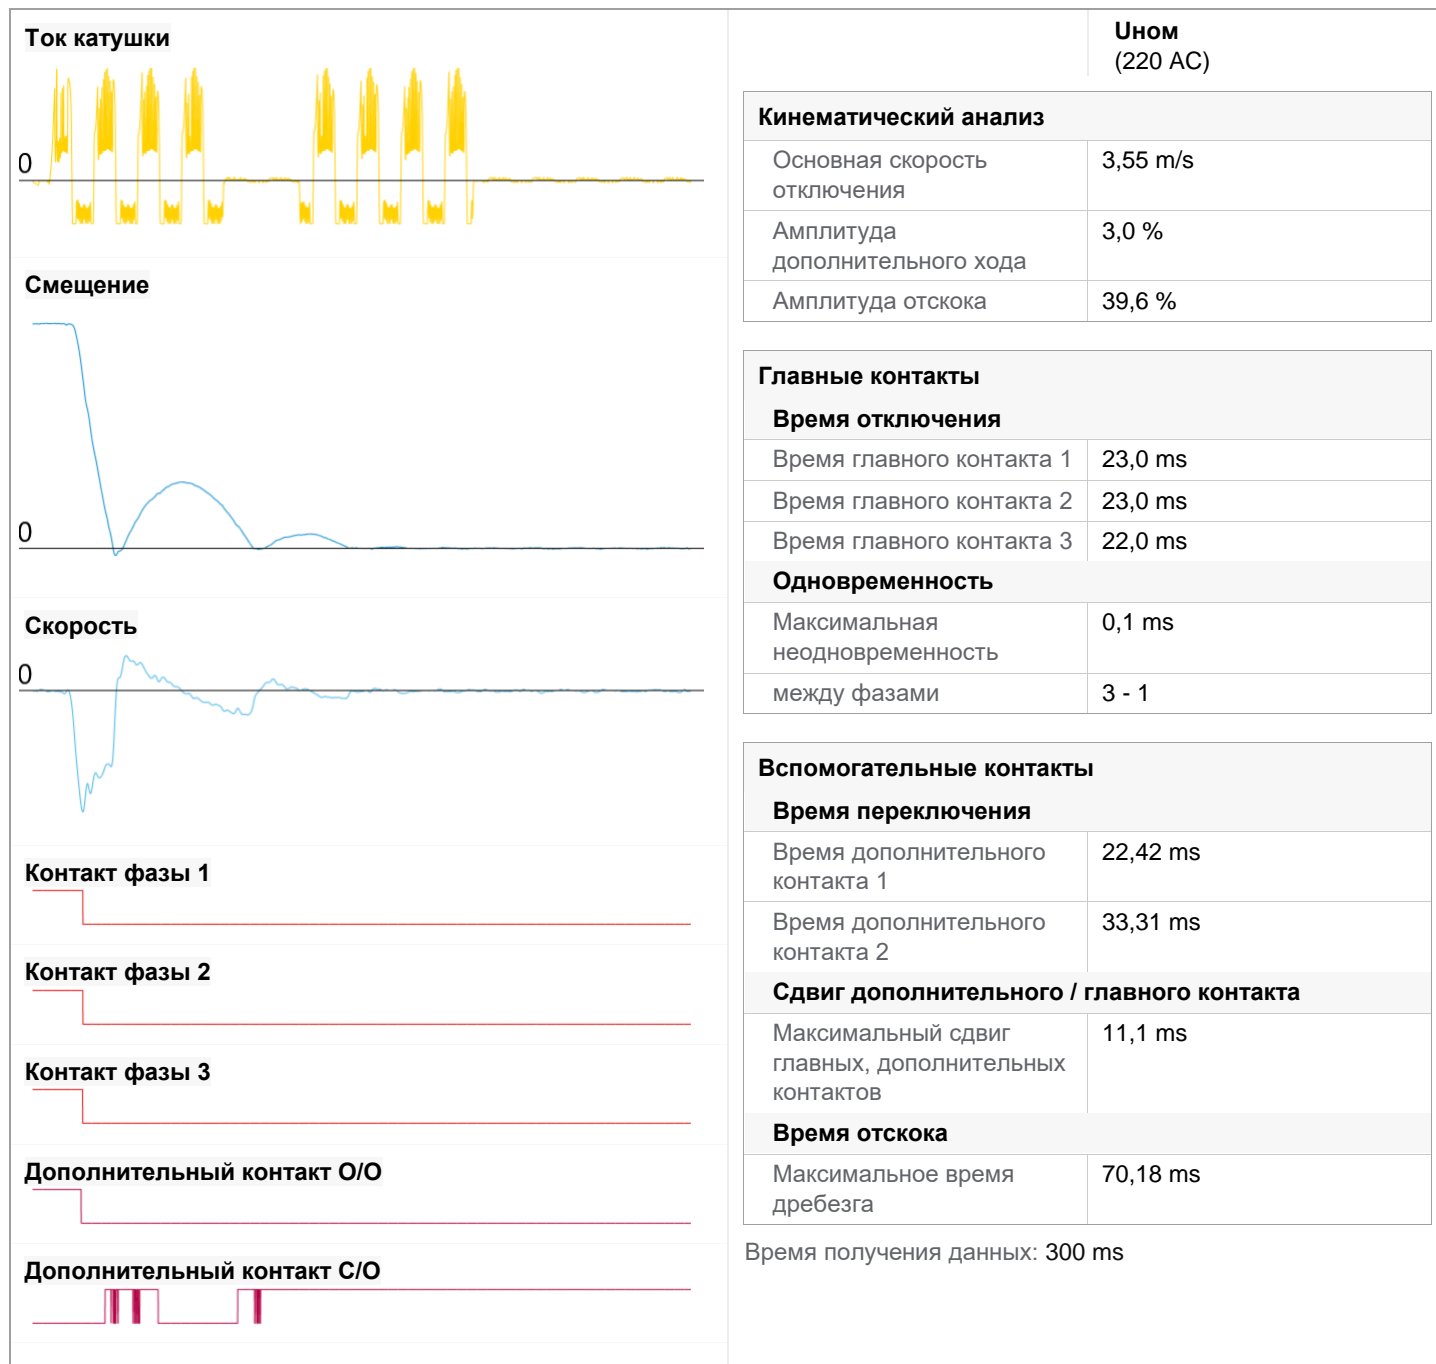 Ток катушки
0
Смещение
0
Скорость
0
Контакт фазы 1
Контакт фазы 2
Контакт фазы 3
Дополнительный контакт O/O
Дополнительный контакт C/O
Uном
(220 AC)
Кинематический анализ
Основная скорость
отключения
3,55 m/s
Амплитуда
дополнительного хода
3,0 %
Амплитуда отскока
39,6 %
Главные контакты
Время отключения
Время главного контакта 1
23,0 ms
Время главного контакта 2
23,0 ms
Время главного контакта 3
22,0 ms
Одновременность
Максимальная
неодновременность
0,1 ms
между фазами
3 - 1
Вспомогательные контакты
Время переключения
Время дополнительного
контакта 1
22,42 ms
Время дополнительного
контакта 2
33,31 ms
Сдвиг дополнительного / главного контакта
Максимальный сдвиг
главных, дополнительных
контактов
11,1 ms
Время отскока
Максимальное время
дребезга
70,18 ms
Время получения данных: 300 ms